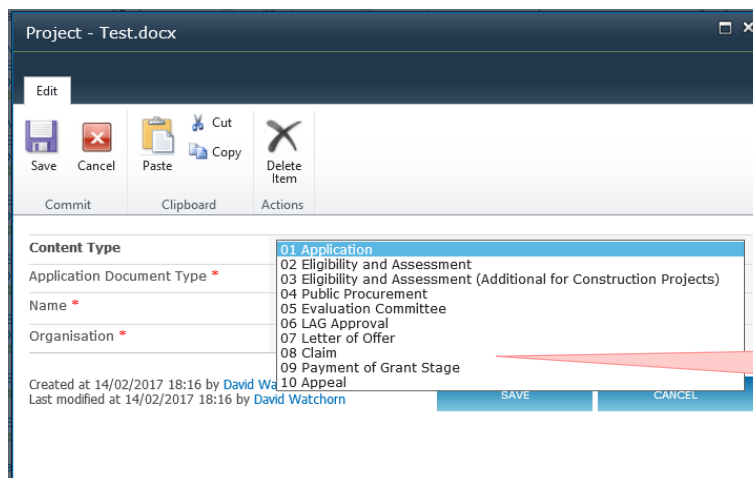 Project - Test.docx
Edit
Save
Cancel
Paste
Cut
Copy
Delete
Item
Commit
Clipboard
Actions
Content Type
01 Application
02 Eligibility and Assessment
Application Document Type *
03 Eligibility and Assessment (Additional for Construction Projects)
04 Public Procurement
Name *
05 Evaluation Committee
06 LAG Approval
Organisation *
07 Letter of Offer
08 Claim
09 Payment of Grant Stage
10 Appeal
Created at 14/02/2017 18:16 by David Wa
Last modified at 14/02/2017 18:16 by David Watchorn
SAVE
CANCEL